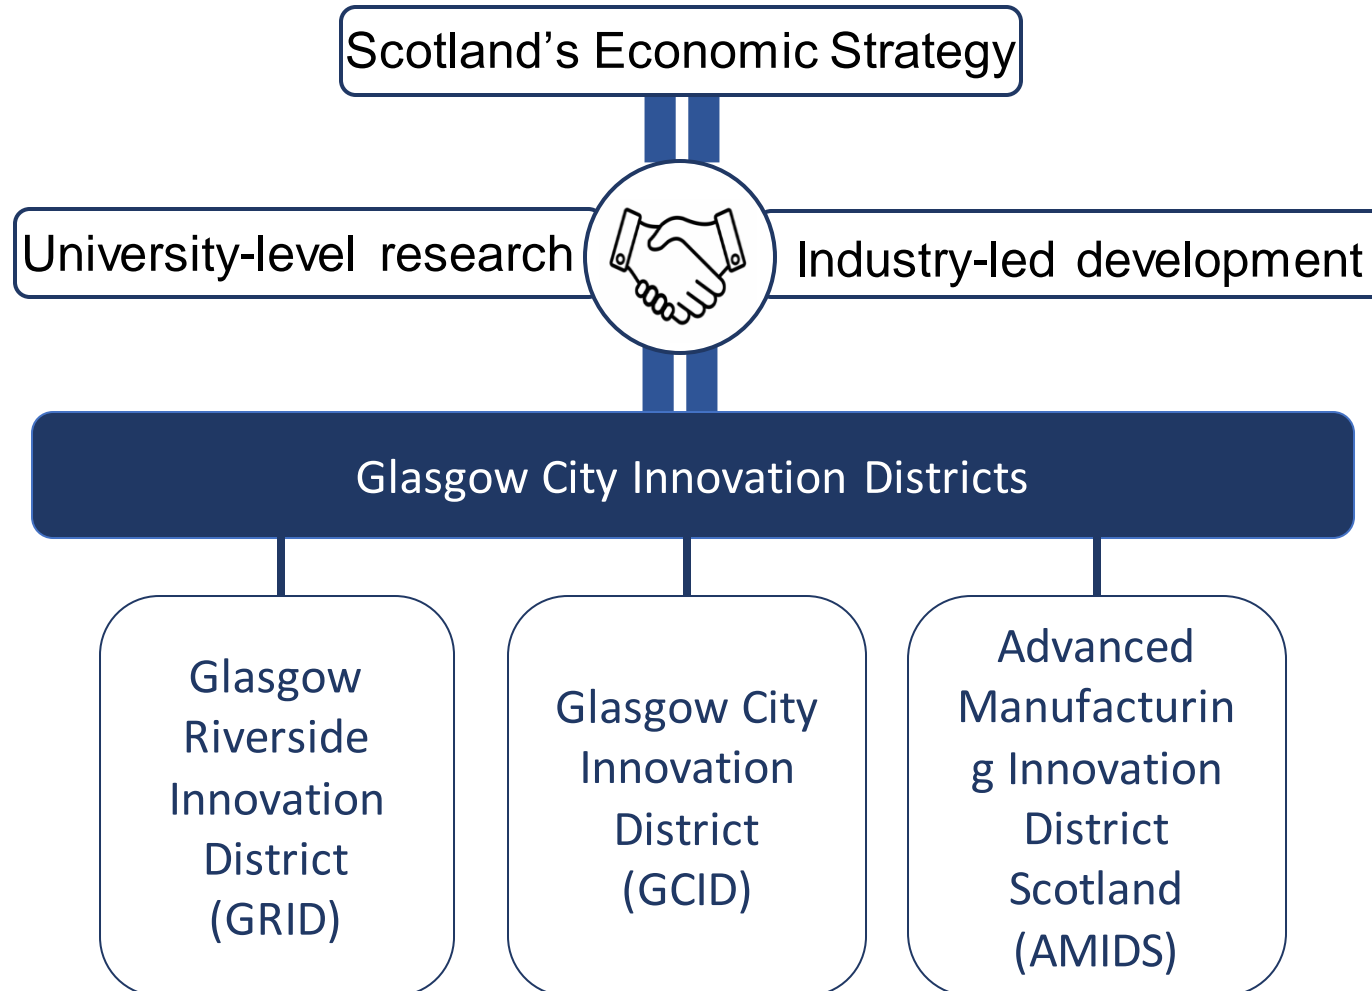 Scotland’s Economic Strategy
University-level research
Industry-led development
Glasgow City Innovation Districts
Glasgow
Riverside
Innovation
District
(GRID)
Glasgow City
Innovation
District
(GCID)
Advanced
Manufacturin
g Innovation
District
Scotland
(AMIDS)